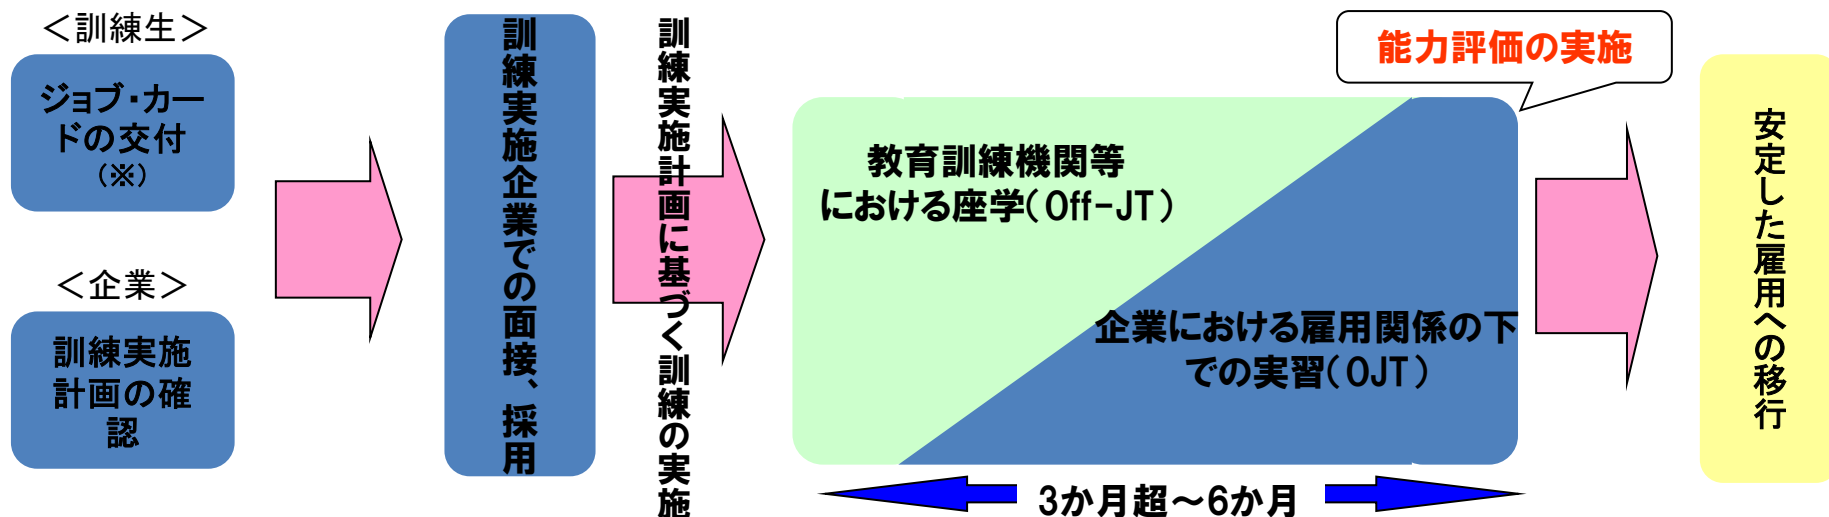 ＜訓練生＞
ジョブ・カー
ドの交付
（※）
＜企業＞
訓練実施
計画の確
認
訓練実施企業での面接、採用
訓練実施計画に基づく訓練の実施
教育訓練機関等
における座学（Off-JT）
企業における雇用関係の下
での実習（OJT）
能力評価の実施
3か月超～6か月
安定した雇用への移行